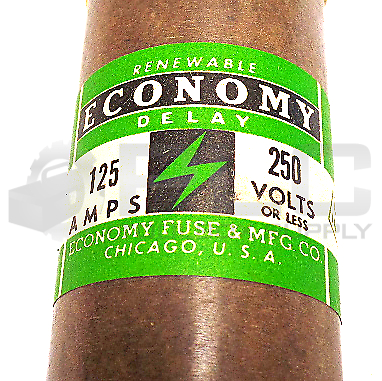 RENEWABLE
ECONOMY
DELAY
125
AMPS
250
VOLTS
OR LESS
ECONOMY FUSE & MFG CO
CHICAGO, U. S. A.